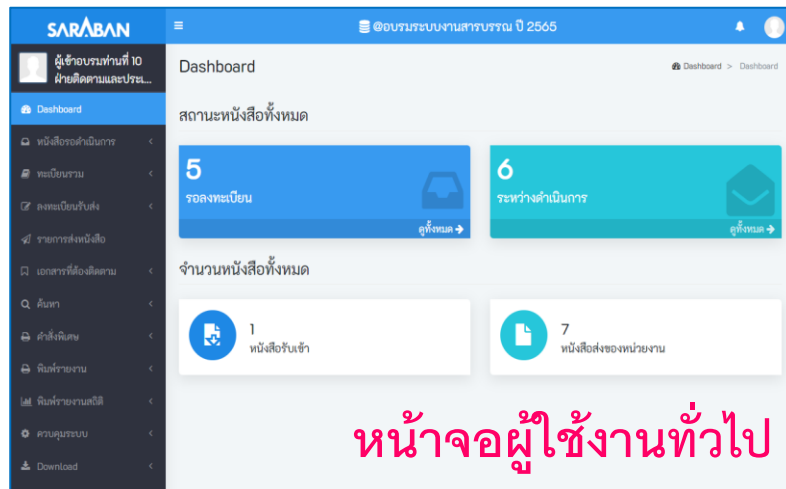 SARABAN
@อบรมระบบงานสารบรรณ ปี 2565
ผู้เข้าอบรมท่านที่ 10
ฝ่ายติดตามและประเ...
Dashboard
หนังสือรอดำเนินการ
ทะเบียนรวม
ลงทะเบียนรับส่ง
รายการส่งหนังสือ
เอกสารที่ต้องติดตาม
ค้นหา
คำสั่งพิเศษ
พิมพ์รายงาน
พิมพ์รายงานสถิติ
ควบคุมระบบ
Download
Dashboard
Dashboard > Dashboard
สถานะหนังสือทั้งหมด
5
รอลงทะเบียน
ดูทั้งหมด
6
ระหว่างดำเนินการ
ดูทั้งหมด
จำนวนหนังสือทั้งหมด
1
หนังสือรับเข้า
7
หนังสือส่งของหน่วยงาน
หน้าจอผู้ใช้งานทั่วไป